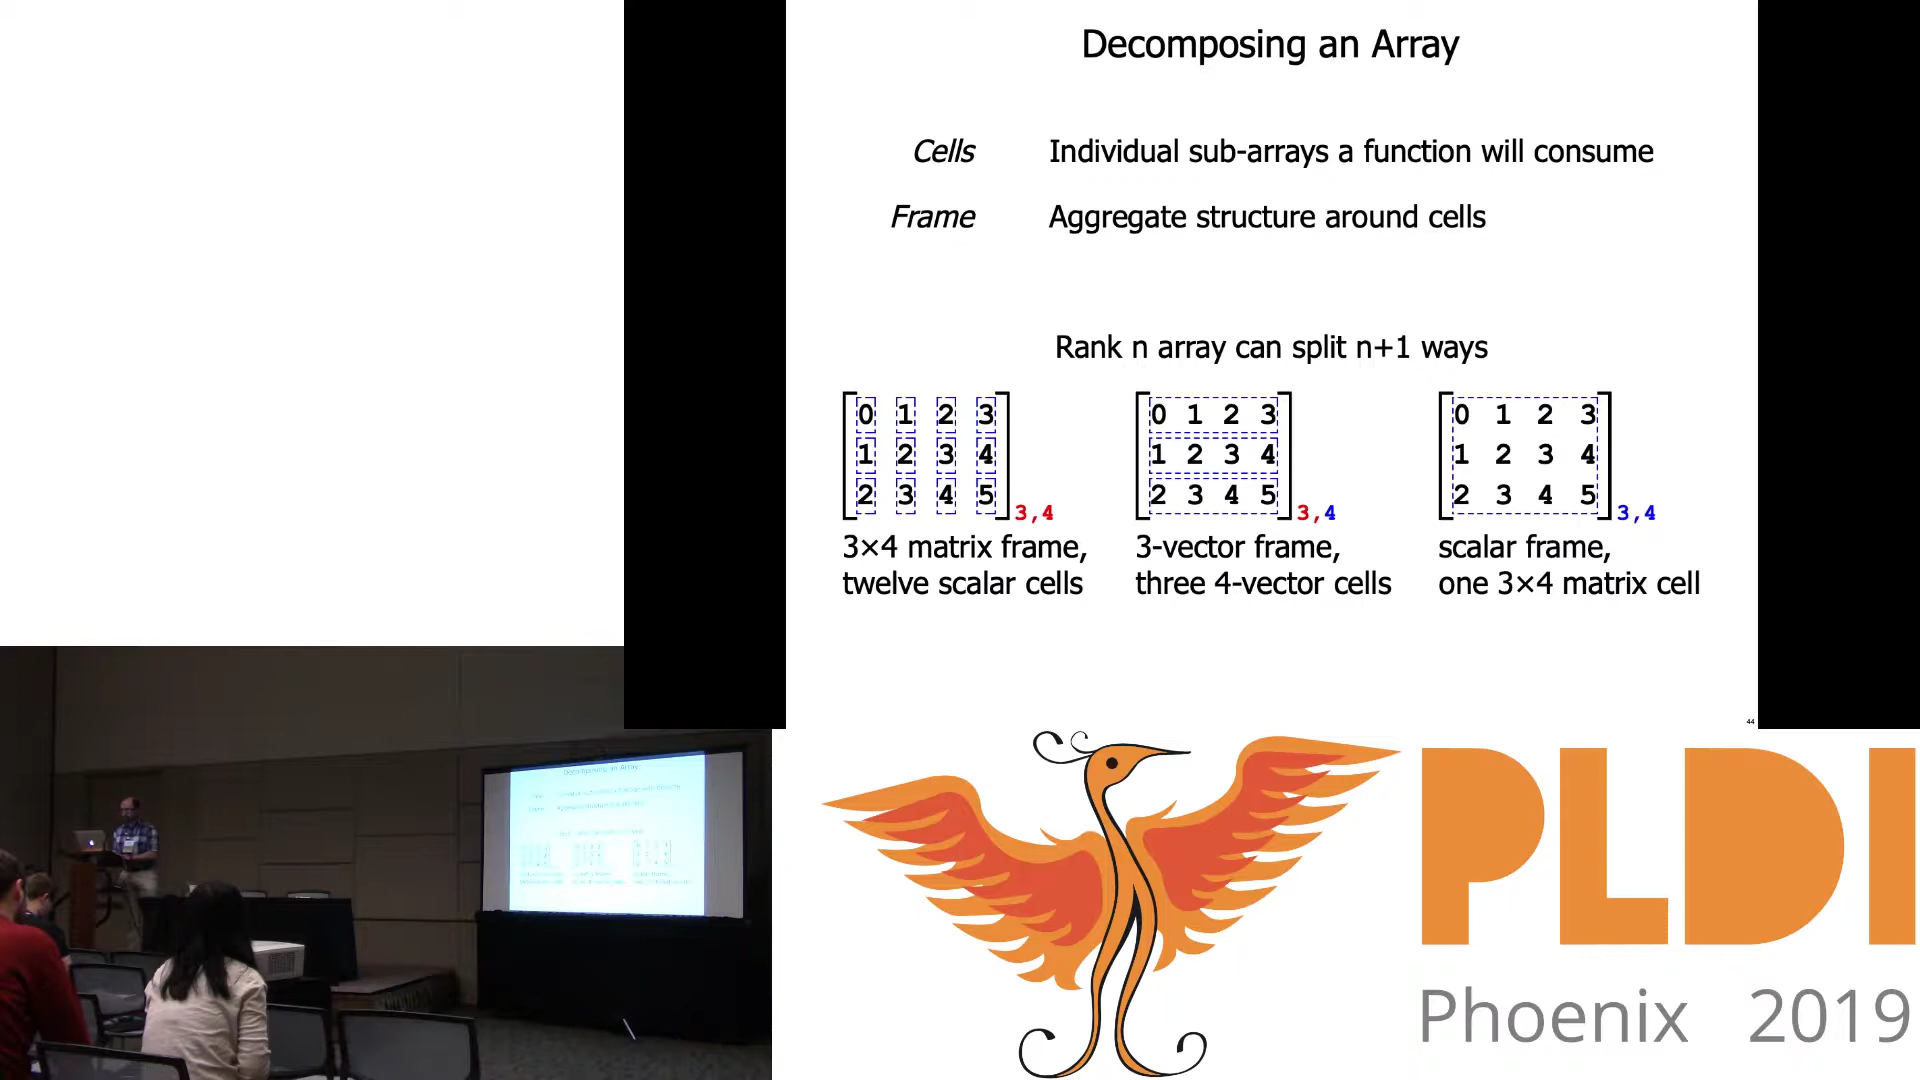 Decomposing an Array
Cells Individual sub-arrays a function will consume
Frame Aggregate structure around cells
Rank n array can split n+1 ways
0 1 2 3
1 2 3 4
2 3 4 5
3,4
3×4 matrix frame,
twelve scalar cells
0 1 2 3
1 2 3 4
2 3 4 5
3,4
3-vector frame,
three 4-vector cells
0 1 2 3
1 2 3 4
2 3 4 5
3,4
scalar frame,
one 3×4 matrix cell
44
Decomposing an Array
PLDI
Phoenix 2019